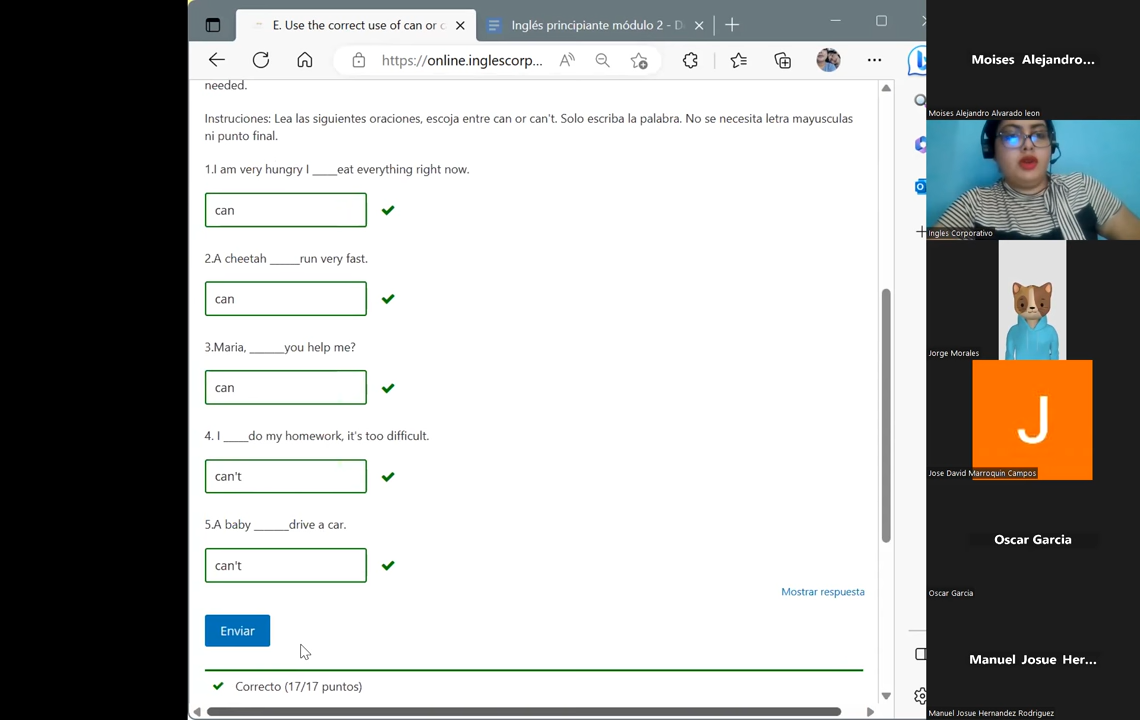 E. Use the correct use of can or c
Inglés principiante módulo 2 - D
https://online.inglescorp...
needed.
Instruciones: Lea las siguientes oraciones, escoja entre can or can't. Solo escriba la palabra. No se necesita letra mayusculas
ni punto final.
1.I am very hungry I ____eat everything right now.
can
2.A cheetah _____run very fast.
can
3.Maria, ______you help me?
can
4. I ____do my homework, it's too difficult.
can't
5.A baby ______drive a car.
can't
Mostrar respuesta
Enviar
Correcto (17/17 puntos)
Moises Alejandro...
Moises Alejandro Alvarado leon
Ingles Corporativo
Jorge Morales
J
Jose David Marroquin Campos
Oscar Garcia
Oscar Garcia
Manuel Josue Her...
Manuel Josue Hernandez Rodriguez